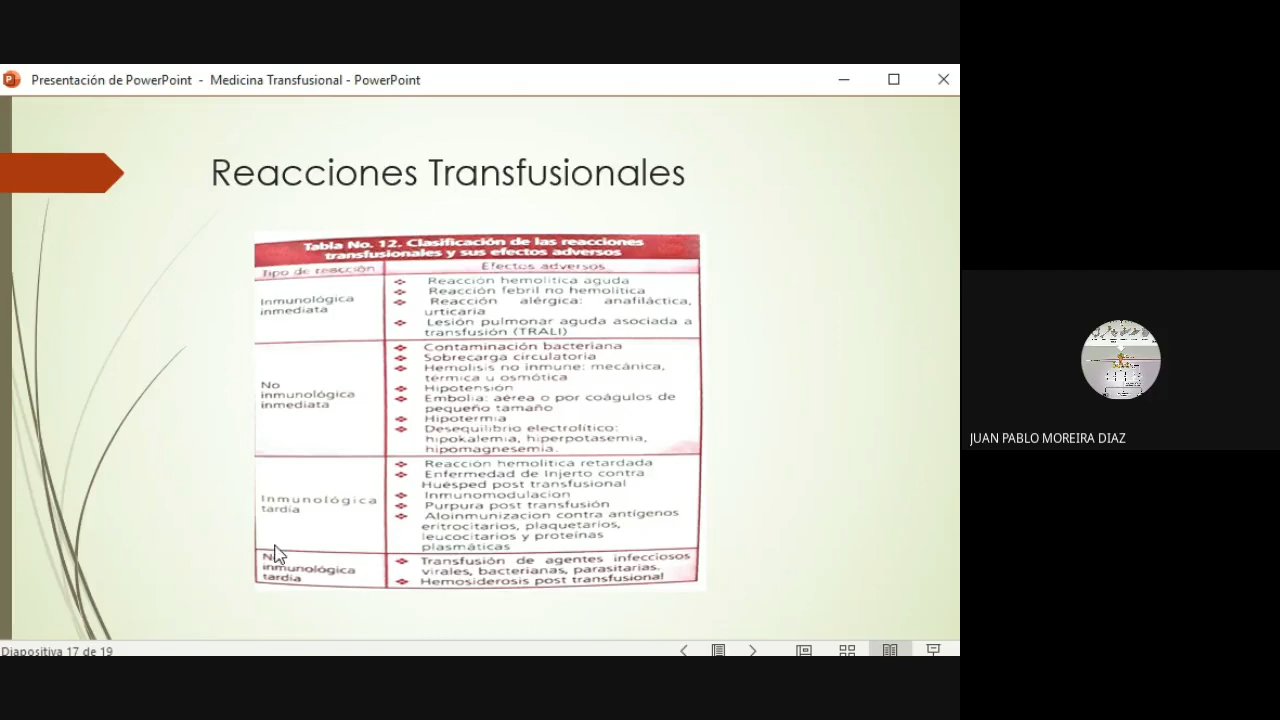 Presentación de PowerPoint - Medicina Transfusional - PowerPoint
Reacciones Transfusionales
Tabla No. 12. Clasificación de las reacciones
transfusionales y sus efectos adversos
Tipo de reacción
Efectos adversos
Inmunológica
inmediata
Reacción hemolítica aguda
Reacción febril no hemolítica
Reacción alérgica: anafiláctica,
urticaria
Lesión pulmonar aguda asociada a
transfusión (TRALI)
No
inmunológica
inmediata
Contaminación bacteriana
Sobrecarga circulatoria
Hemolisis no inmune: mecánica,
térmica u osmótica
Hipotensión
Embolia: aérea o por coágulos de
pequeño tamaño
Hipotermia
Desequilibrio electrolítico:
hipokalemia, hiperpotasemia,
hipomagnesemia.
Inmunológica
tardía
Reacción hemolítica retardada
Enfermedad de Injerto contra
Huésped post transfusional
Inmunomodulacion
Purpura post transfusión
Aloinmunizacion contra antígenos
eritrocitarios, plaquetarios,
leucocitarios y proteínas
plasmáticas
No
inmunológica
tardía
Transfusión de agentes infecciosos
virales, bacterianas, parasitarias.
Hemosiderosis post transfusional
Diapositiva 17 de 19
JUAN PABLO MOREIRA DIAZ